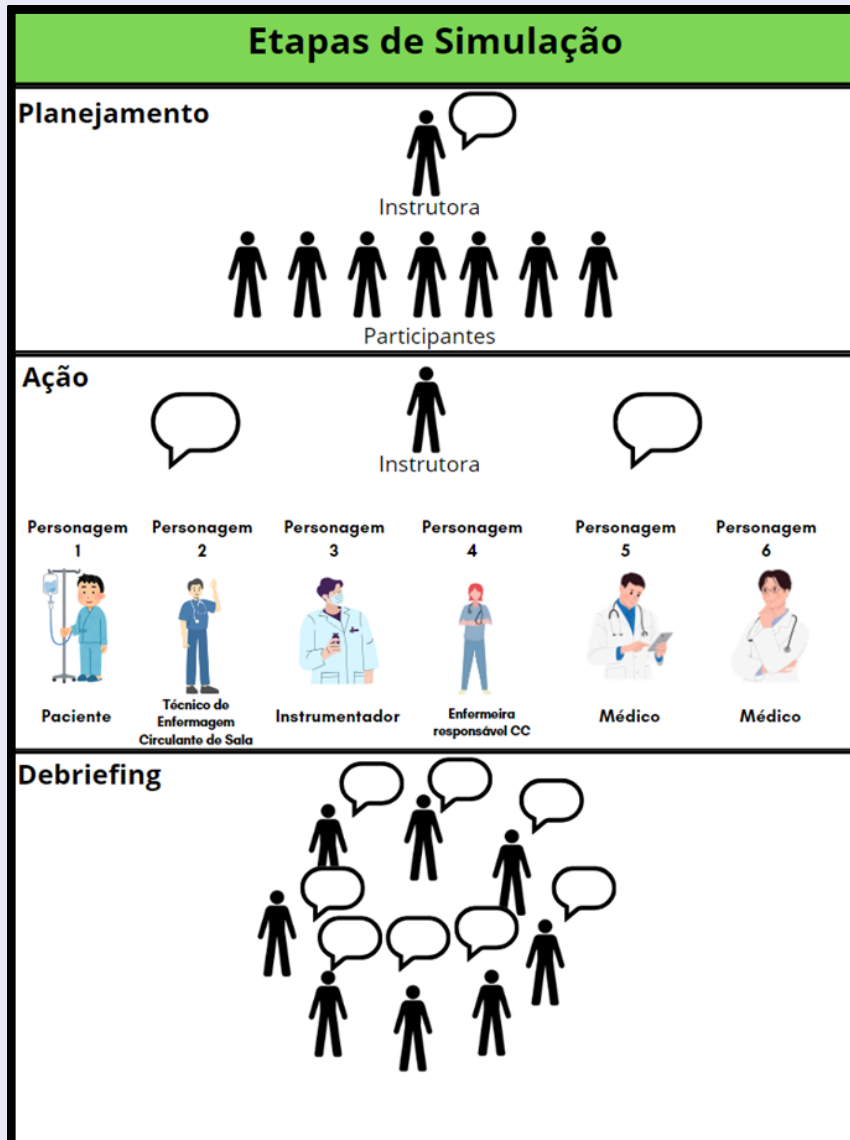 Etapas de Simulação
Planejamento
Instrutora
Participantes
Ação
Instrutora
Personagem
1
Personagem
2
Personagem
3
Personagem
4
Personagem
5
Personagem
6
Paciente
Técnico de
Enfermagem
Circulante de Sala
Instrumentador
Enfermeira
responsável CC
Médico
Médico
Debriefing